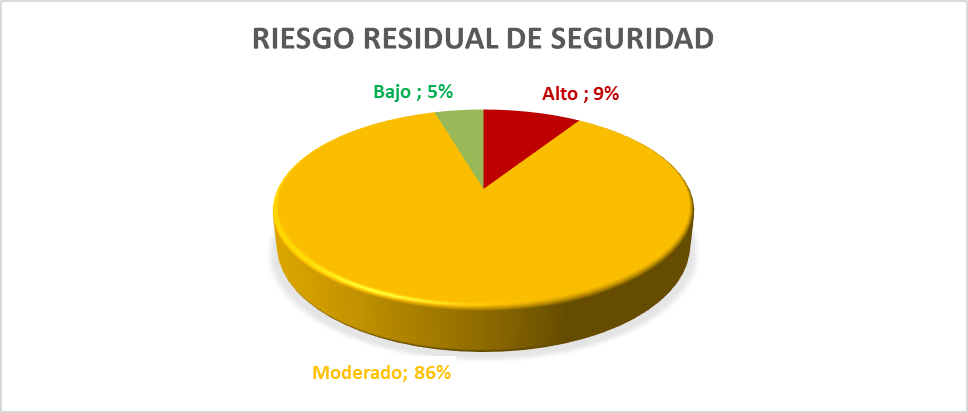 RIESGO RESIDUAL DE SEGURIDAD
Bajo ; 5%
Alto ; 9%
Moderado; 86%